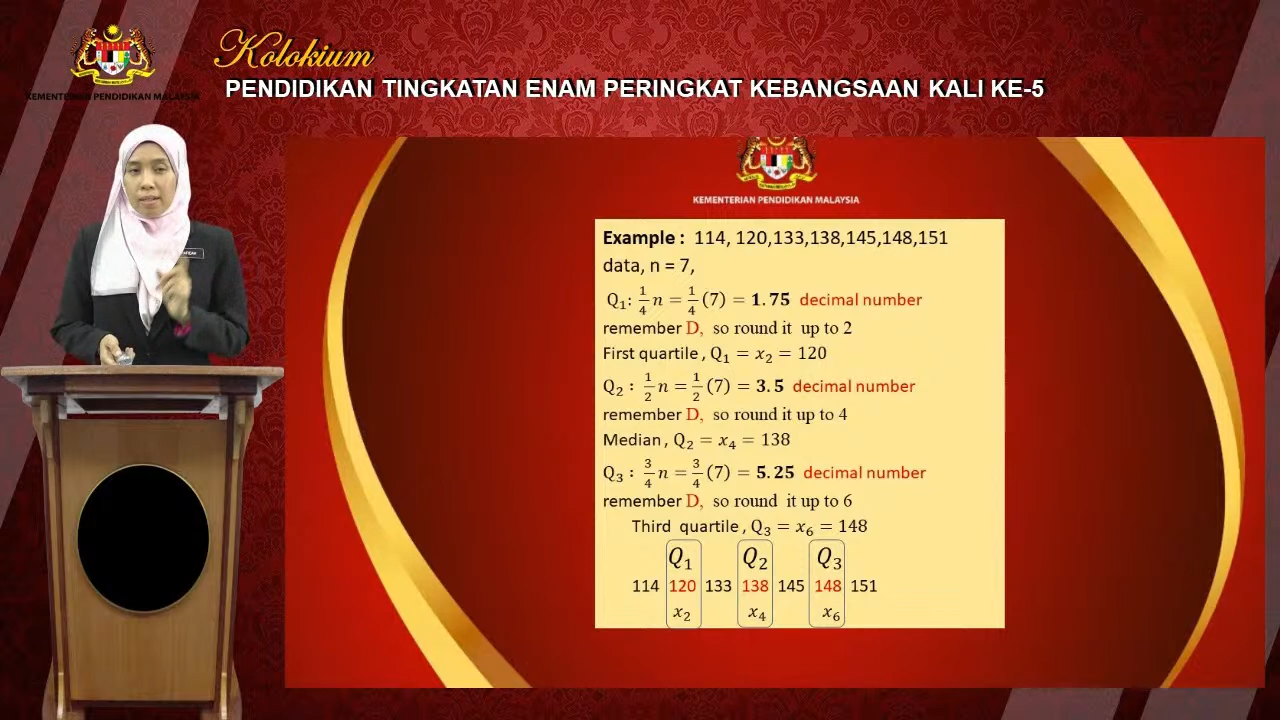 Kolokium
PENDIDIKAN TINGKATAN ENAM PERINGKAT KEBANGSAAN KALI KE-5
KEMENTERIAN PENDIDIKAN MALAYSIA
KEMENTERIAN PENDIDIKAN MALAYSIA
Example : 114, 120,133,138,145,148,151
data, n = 7,
Q₁: 1/4 n = 1/4 (7) = 1.75 decimal number
remember D, so round it up to 2
First quartile , Q₁ = x₂ = 120
Q₂ : 1/2 n = 1/2 (7) = 3.5 decimal number
remember D, so round it up to 4
Median , Q₂ = x₄ = 138
Q₃ : 3/4 n = 3/4 (7) = 5.25 decimal number
remember D, so round it up to 6
Third quartile , Q₃ = x₆ = 148
Q₁ Q₂ Q₃
114 120 133 138 145 148 151
x₂ x₄ x₆